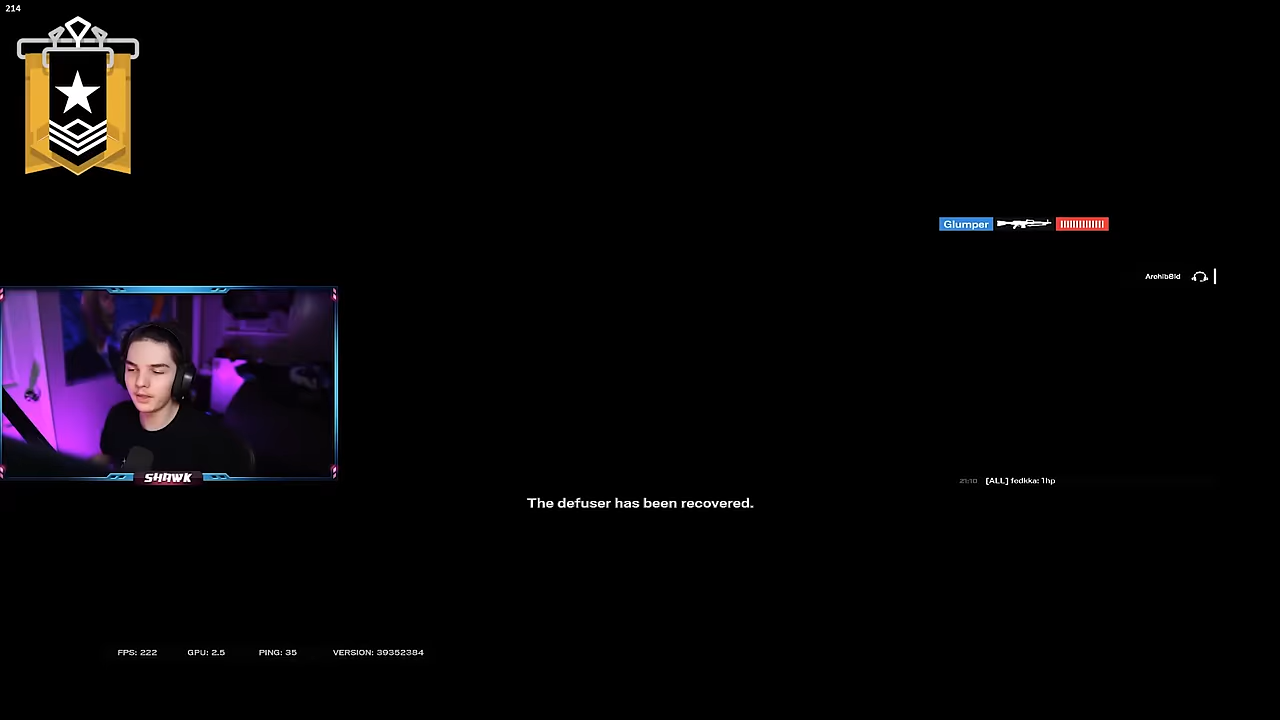 214
Glumper
ArohibBid
SHAWK
21:10 [ALL] fedkka: 1hp
The defuser has been recovered.
FPS: 222 GPU: 2.5 PING: 35 VERSION: 39352384